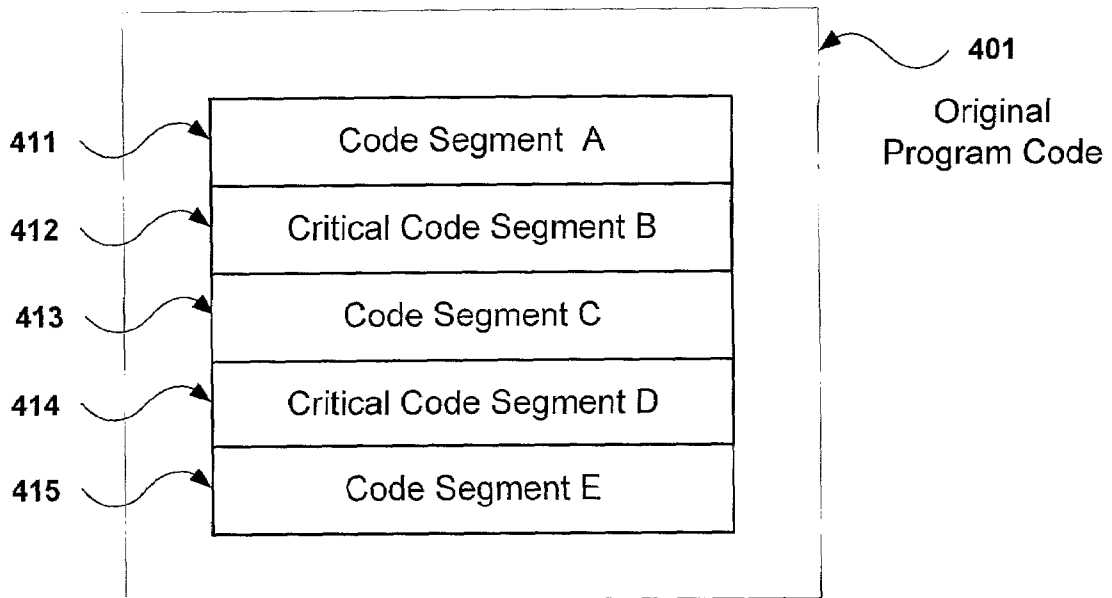 401
Original
Program Code
411
Code Segment A
412
Critical Code Segment B
413
Code Segment C
414
Critical Code Segment D
415
Code Segment E